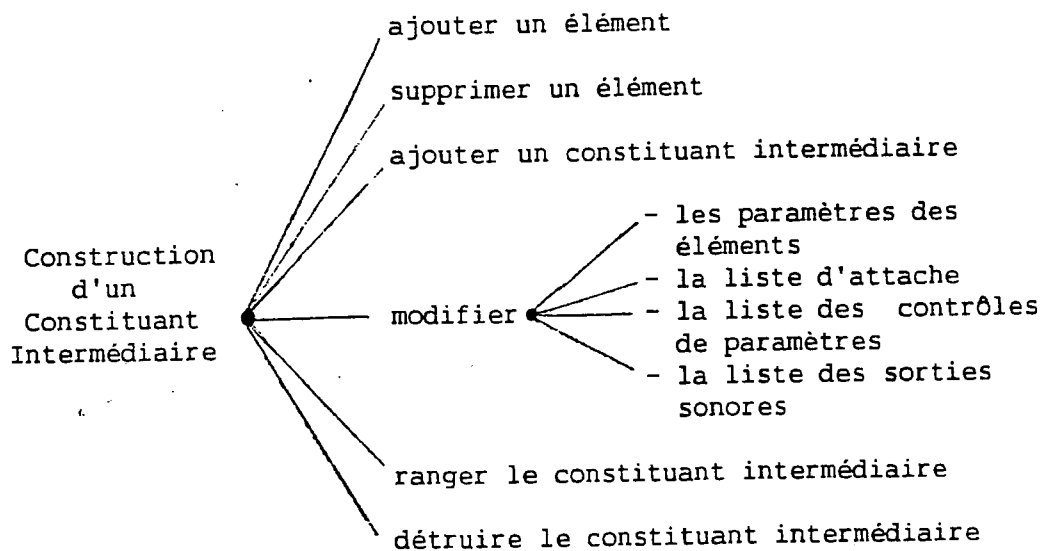 ajouter un élément
supprimer un élément
ajouter un constituant intermédiaire
Construction
d'un
Constituant
Intermédiaire
modifier
- les paramètres des
éléments
- la liste d'attache
- la liste des contrôles
de paramètres
- la liste des sorties
sonores
ranger le constituant intermédiaire
détruire le constituant intermédiaire